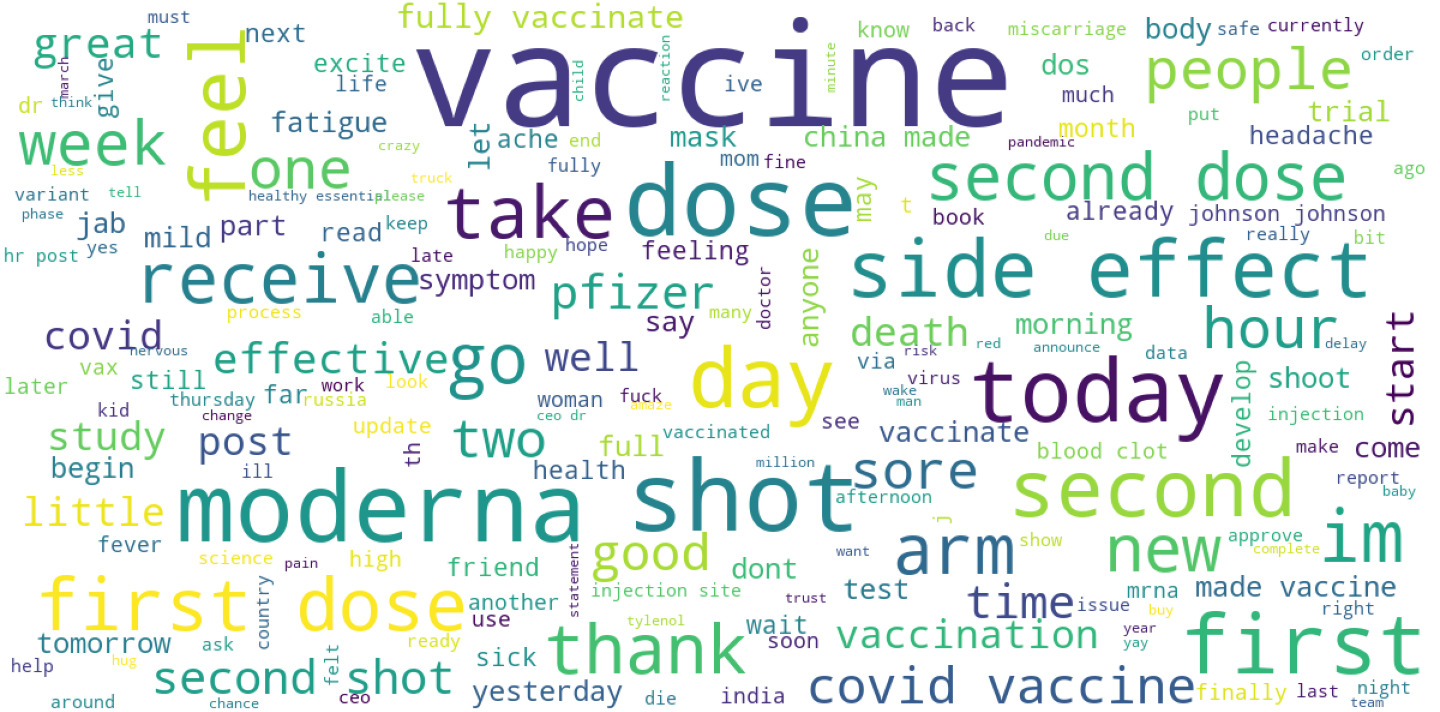 must
fully vaccinate
vaccine
know
back
miscarriage
body
safe
currently
great
feel
next
march
give
excite
life
child
reaction
ive
minute
dos
people
order
dr
think
much
put
trial
week
fatigue
let
ache
end
mask
china made
pandemic
month
headache
one
crazy
fully
mom
fine
less
truck
dose
second dose
ago
variant
tell
healthy essential
please
take
may
t
book
already
johnson johnson
phase
jab
mild
part
read
keep
yes
due
really
bit
hr post
late
happy
hope
feeling
side effect
receive
symptom
pfizer
doctor
anyone
process
able
say
many
death
morning
hour
start
covid
nervous
effective
go
well
day
via
risk
red
announce
data
delay
vax
still
look
virus
today
develop
shoot
later
thursday
far
work
russia
woman
fuck
amaze
wake
man
kid
change
ceo dr
see
injection
study
post
update
th
two
full
vaccinated
vaccinate
blood clot
make
come
begin
ill
health
million
sore
second
report
baby
little
moderna
shot
afternoon
j
im
fever
science
pain
high
friend
statement
good
dont
want
arm
show
new
approve
complete
first dose
country
another
use
injection site
trust
test
time
issue
mrna
made vaccine
buy
right
tomorrow
ask
ready
tylenol
thank
wait
soon
vaccination
year
yay
first
help
hug
second shot
felt
sick
around
chance
ceo
yesterday
die
india
covid vaccine
finally
last
night
team